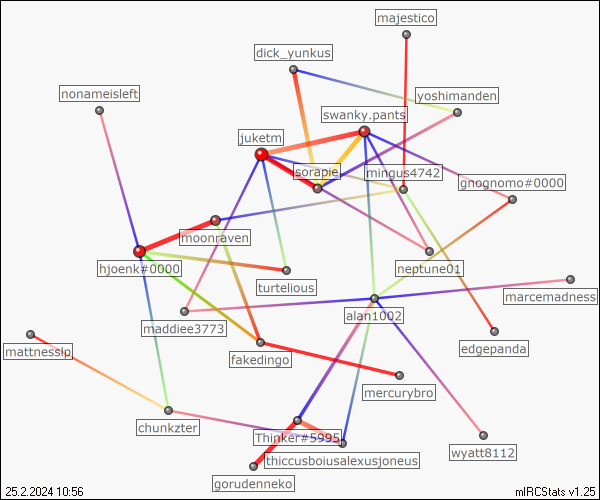 majestico
dick_yunkus
nonameisleft
yoshimanden
swanky.pants
juketm
sorapie
mingus4742
gnognomo#0000
moonraven
hjoenk#0000
neptune01
turtelious
marcemadness
alan1002
maddiee3773
mattnesslp
fakedingo
edgepanda
mercurybro
chunkzter
Thinker#5995
wyatt8112
thiccusboiusalexusjoneus
gorudenneko
25.2.2024 10:56
mIRCStats v1.25